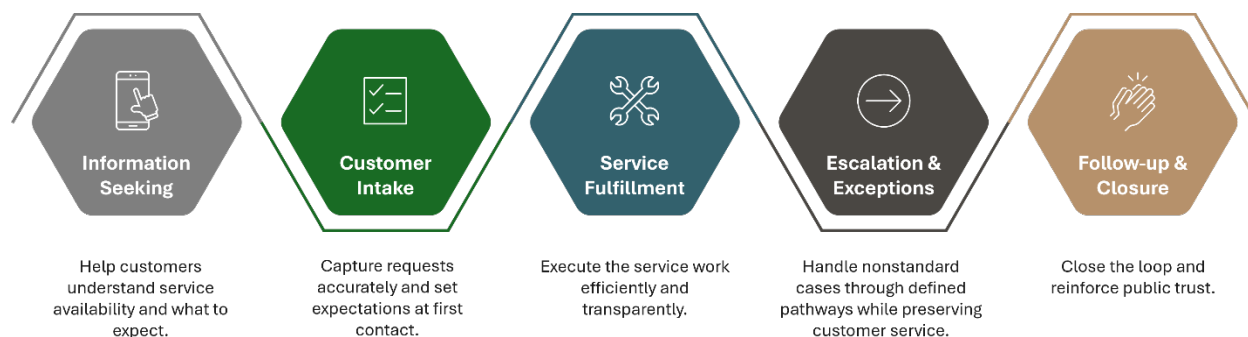 Information
Seeking
Customer
Intake
Service
Fulfillment
Escalation &
Exceptions
Follow-up &
Closure
Help customers
understand service
availability and what to
expect.
Capture requests
accurately and set
expectations at first
contact.
Execute the service work
efficiently and
transparently.
Handle nonstandard
cases through defined
pathways while preserving
customer service.
Close the loop and
reinforce public trust.